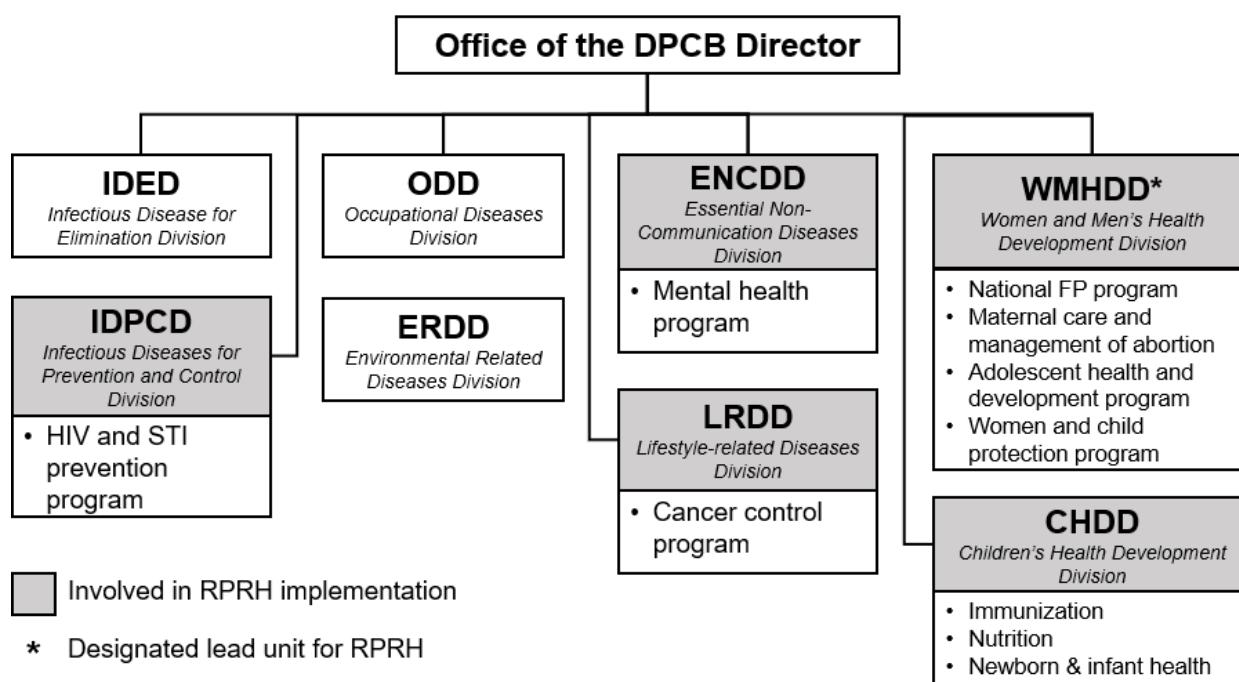 Office of the DPCB Director
IDED
Infectious Disease for
Elimination Division
ODD
Occupational Diseases
Division
ENCDD
Essential Non-
Communication Diseases
Division
• Mental health
program
WMHDD*
Women and Men's Health
Development Division
• National FP program
• Maternal care and
management of abortion
• Adolescent health and
development program
• Women and child
protection program
IDPCD
Infectious Diseases for
Prevention and Control
Division
• HIV and STI
prevention
program
ERDD
Environmental Related
Diseases Division
LRDD
Lifestyle-related Diseases
Division
• Cancer control
program
CHDD
Children's Health Development
Division
• Immunization
• Nutrition
• Newborn & infant health
Involved in RPRH implementation
* Designated lead unit for RPRH